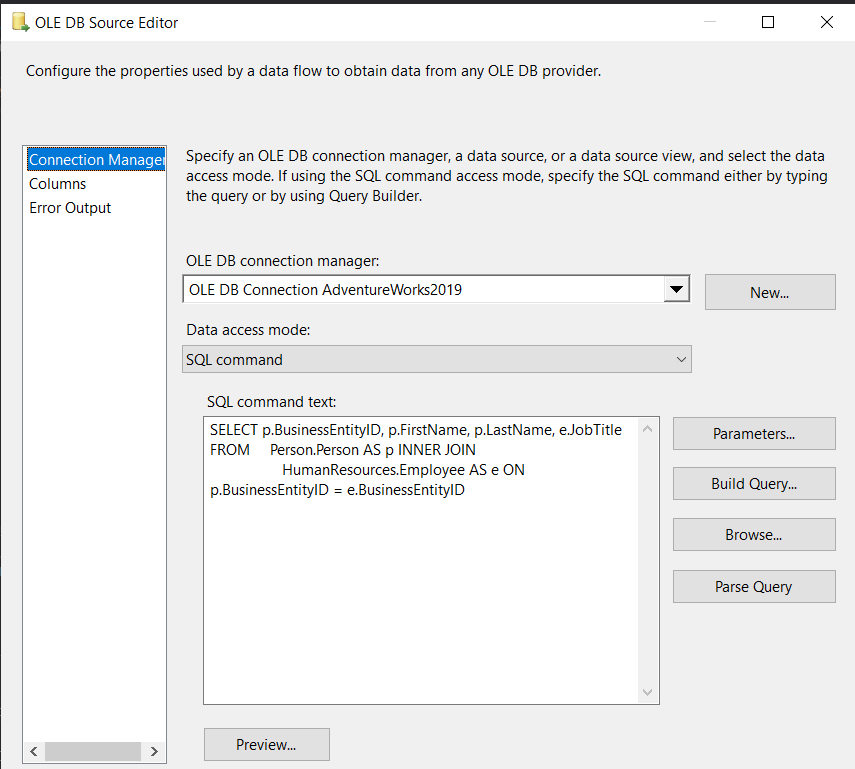 OLE DB Source Editor
Configure the properties used by a data flow to obtain data from any OLE DB provider.
Connection Manager
Columns
Error Output
Specify an OLE DB connection manager, a data source, or a data source view, and select the data
access mode. If using the SQL command access mode, specify the SQL command either by typing
the query or by using Query Builder.
OLE DB connection manager:
OLE DB Connection AdventureWorks2019
New...
Data access mode:
SQL command
SQL command text:
SELECT p.BusinessEntityID, p.FirstName, p.LastName, e.JobTitle
FROM Person.Person AS p INNER JOIN
HumanResources.Employee AS e ON
p.BusinessEntityID = e.BusinessEntityID
Parameters...
Build Query...
Browse...
Parse Query
Preview...